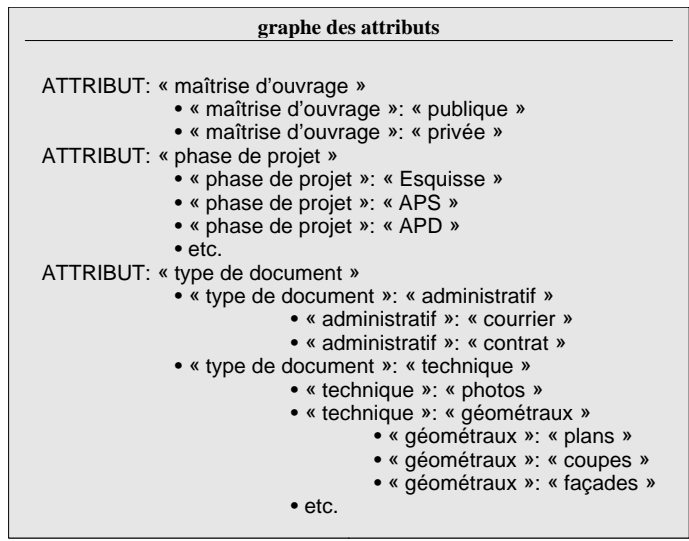 graphe des attributs
ATTRIBUT: « maîtrise d'ouvrage »
• « maîtrise d'ouvrage »: « publique »
• « maîtrise d'ouvrage »: « privée »
ATTRIBUT: « phase de projet »
• « phase de projet »: « Esquisse »
• « phase de projet »: « APS »
• « phase de projet »: « APD »
• etc.
ATTRIBUT: « type de document »
• « type de document »: « administratif »
• « administratif »: « courrier »
• « administratif »: « contrat »
• « type de document »: « technique »
• « technique »: « photos »
• « technique »: « géométraux »
• « géométraux »: « plans »
• « géométraux »: « coupes »
• « géométraux »: « façades »
• etc.